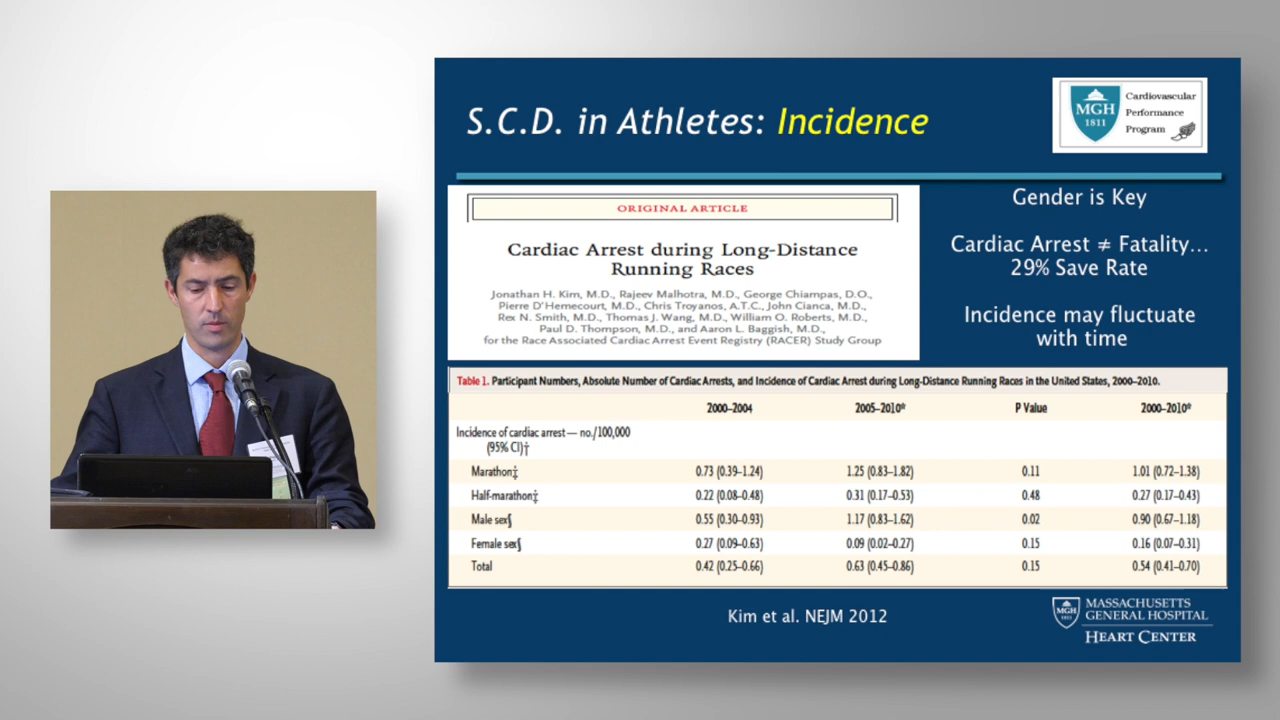 S.C.D. in Athletes: Incidence
MGH
1811
Cardiovascular
Performance
Program
ORIGINAL ARTICLE
Cardiac Arrest during Long-Distance
Running Races
Jonathan H. Kim, M.D., Rajeev Malhotra, M.D., George Chiampas, D.O.,
Pierre D'Hemecourt, M.D., Chris Troyanos, A.T.C., John Cianca, M.D.,
Rex N. Smith, M.D., Thomas J. Wang, M.D., William O. Roberts, M.D.,
Paul D. Thompson, M.D., and Aaron L. Baggish, M.D.,
for the Race Associated Cardiac Arrest Event Registry (RACER) Study Group
Gender is Key
Cardiac Arrest ≠ Fatality…
29% Save Rate
Incidence may fluctuate
with time
Table 1. Participant Numbers, Absolute Number of Cardiac Arrests, and Incidence of Cardiac Arrest during Long-Distance Running Races in the United States, 2000–2010.
2000–2004 2005–2010* P Value 2000–2010*
Incidence of cardiac arrest — no./100,000
(95% CI)†
Marathon‡ 0.73 (0.39–1.24) 1.25 (0.83–1.82) 0.11 1.01 (0.72–1.38)
Half-marathon‡ 0.22 (0.08–0.48) 0.31 (0.17–0.53) 0.48 0.27 (0.17–0.43)
Male sex§ 0.55 (0.30–0.93) 1.17 (0.83–1.62) 0.02 0.90 (0.67–1.18)
Female sex§ 0.27 (0.09–0.63) 0.09 (0.02–0.27) 0.15 0.16 (0.07–0.31)
Total 0.42 (0.25–0.66) 0.63 (0.45–0.86) 0.15 0.54 (0.41–0.70)
Kim et al. NEJM 2012
MGH
1811
MASSACHUSETTS
GENERAL HOSPITAL
HEART CENTER